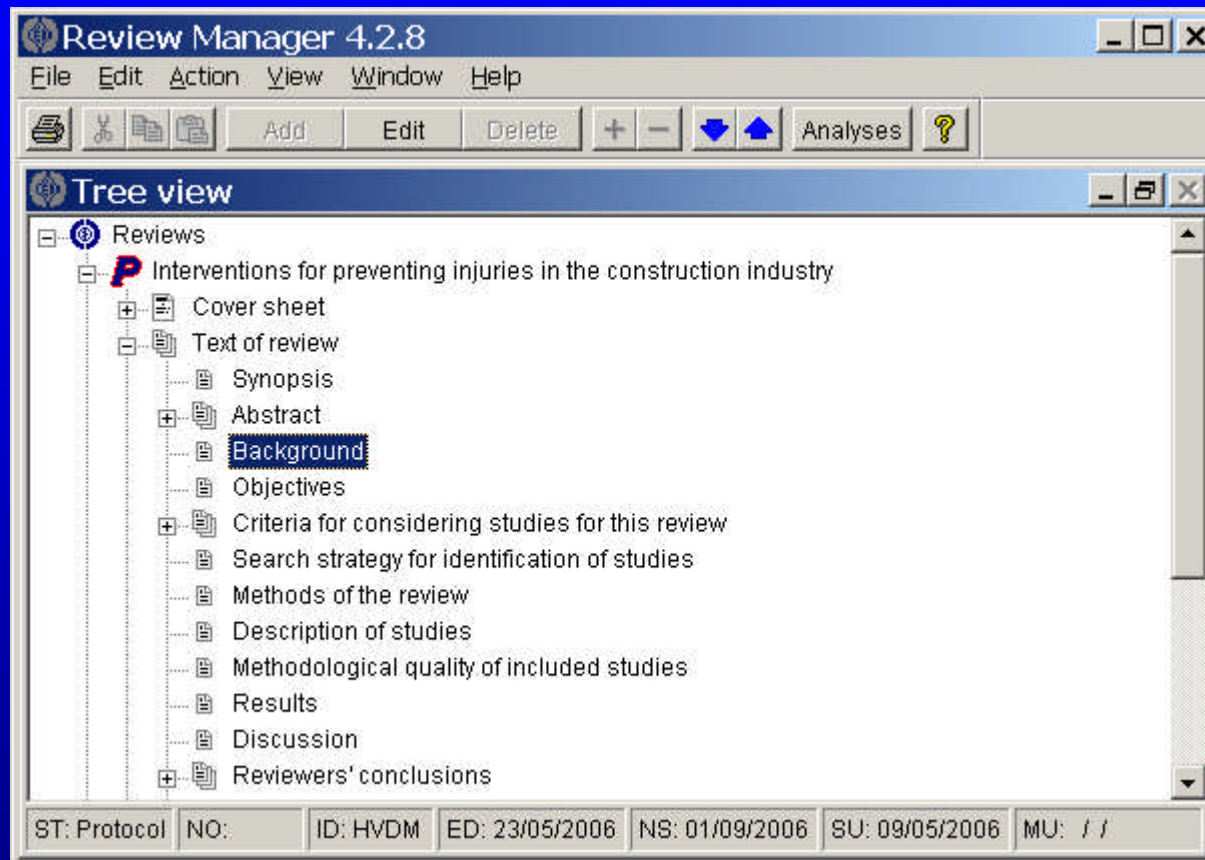 Review Manager 4.2.8
File Edit Action View Window Help
Add Edit Delete Analyses
Tree view
Reviews
P Interventions for preventing injuries in the construction industry
Cover sheet
Text of review
Synopsis
Abstract
Background
Objectives
Criteria for considering studies for this review
Search strategy for identification of studies
Methods of the review
Description of studies
Methodological quality of included studies
Results
Discussion
Reviewers' conclusions
ST: Protocol NO: ID: HVDM ED: 23/05/2006 NS: 01/09/2006 SU: 09/05/2006 MU: / /